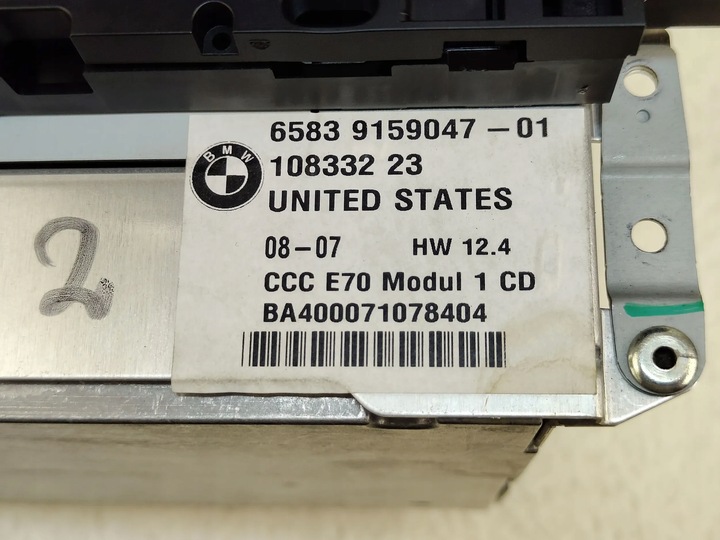 6583 9159047-01
BMW
108332 23
UNITED STATES
08-07 HW 12.4
CCC E70 Modul 1 CD
BA400071078404
2